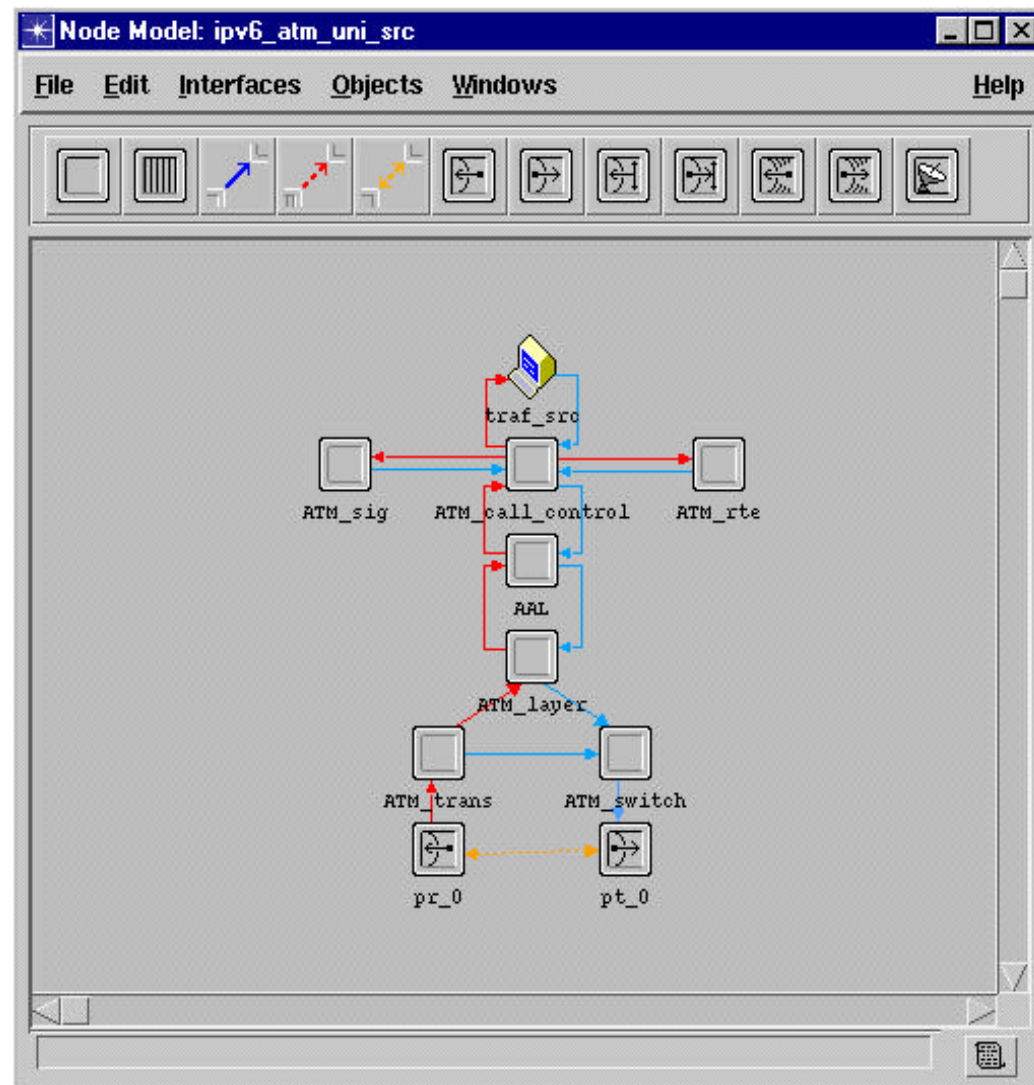 Node Model: ipv6_atm_uni_src
File Edit Interfaces Objects Windows Help
traf_src
ATM_sig ATM_call_control ATM_rte
AAL
ATM_layer
ATM_trans ATM_switch
pr_0 pt_0